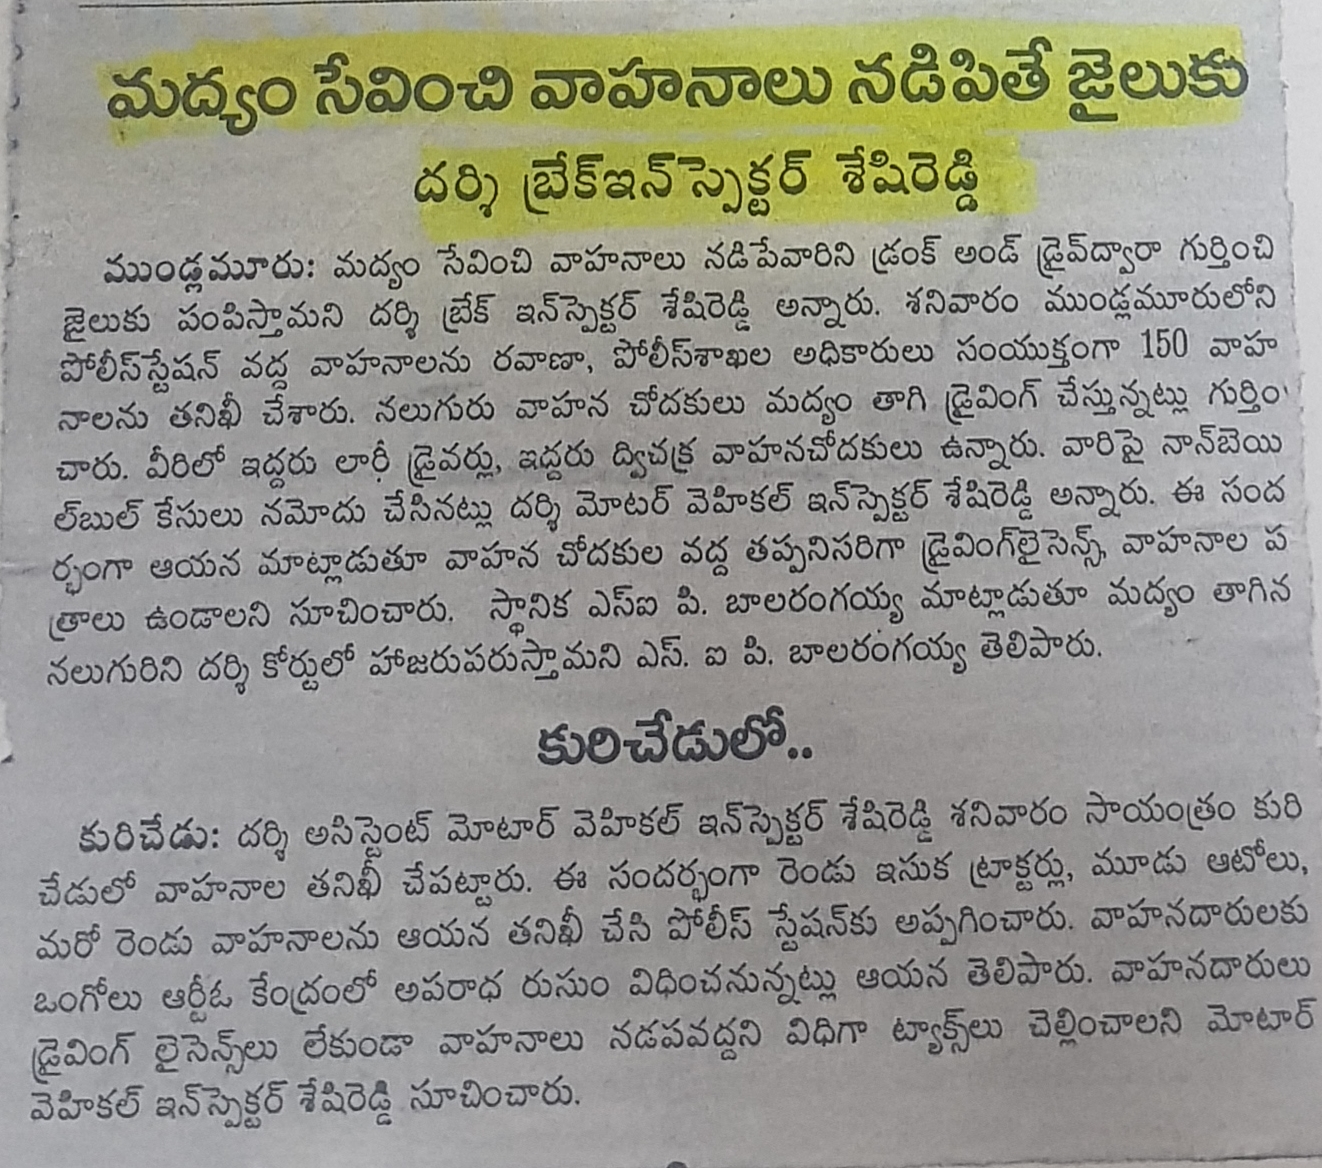 మద్యం సేవించి వాహనాలు నడిపితే జైలుకు
దర్శి బ్రేక్ఇన్‌స్పెక్టర్ శేషిరెడ్డి
ముండ్లమూరు: మద్యం సేవించి వాహనాలు నడిపేవారిని డ్రంక్ అండ్ డ్రైవ్‌ద్వారా గుర్తించి
జైలుకు పంపిస్తామని దర్శి బ్రేక్ ఇన్‌స్పెక్టర్ శేషిరెడ్డి అన్నారు. శనివారం ముండ్లమూరులోని
పోలీస్‌స్టేషన్ వద్ద వాహనాలను రవాణా, పోలీస్‌శాఖల అధికారులు సంయుక్తంగా 150 వాహ
నాలను తనిఖీ చేశారు. నలుగురు వాహన చోదకులు మద్యం తాగి డ్రైవింగ్ చేస్తున్నట్లు గుర్తిం
చారు. వీరిలో ఇద్దరు లారీ డ్రైవర్లు, ఇద్దరు ద్విచక్ర వాహనచోదకులు ఉన్నారు. వారిపై నాన్‌బెయి
ల్‌బుల్ కేసులు నమోదు చేసినట్లు దర్శి మోటర్ వెహికల్ ఇన్‌స్పెక్టర్ శేషిరెడ్డి అన్నారు. ఈ సంద
ర్భంగా ఆయన మాట్లాడుతూ వాహన చోదకుల వద్ద తప్పనిసరిగా డ్రైవింగ్‌లైసెన్స్, వాహనాల ప
త్రాలు ఉండాలని సూచించారు. స్థానిక ఎస్ఐ పి. బాలరంగయ్య మాట్లాడుతూ మద్యం తాగిన
నలుగురిని దర్శి కోర్టులో హాజరుపరుస్తామని ఎస్. ఐ పి. బాలరంగయ్య తెలిపారు.
కురిచేడులో..
కురిచేడు: దర్శి అసిస్టెంట్ మోటార్ వెహికల్ ఇన్‌స్పెక్టర్ శేషిరెడ్డి శనివారం సాయంత్రం కురి
చేడులో వాహనాల తనిఖీ చేపట్టారు. ఈ సందర్భంగా రెండు ఇసుక ట్రాక్టర్లు, మూడు ఆటోలు,
మరో రెండు వాహనాలను ఆయన తనిఖీ చేసి పోలీస్ స్టేషన్‌కు అప్పగించారు. వాహనదారులకు
ఒంగోలు ఆర్టీఓ కేంద్రంలో అపరాధ రుసుం విధించనున్నట్లు ఆయన తెలిపారు. వాహనదారులు
డ్రైవింగ్ లైసెన్స్‌లు లేకుండా వాహనాలు నడపవద్దని విధిగా ట్యాక్స్‌లు చెల్లించాలని మోటార్
వెహికల్ ఇన్‌స్పెక్టర్ శేషిరెడ్డి సూచించారు.